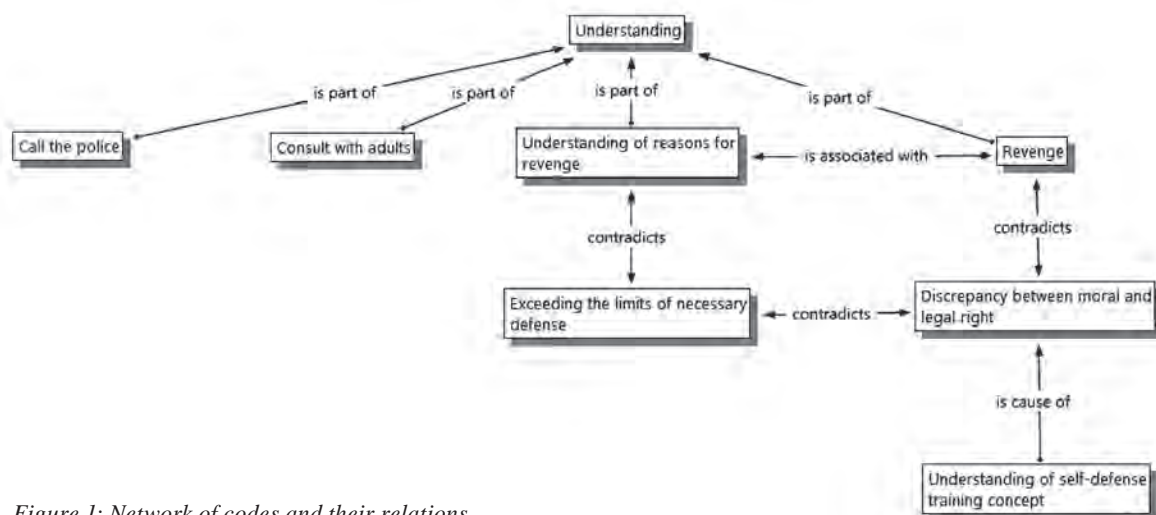 Understanding
is part of
is part of
is part of
is part of
Call the police
Consult with adults
Understanding of reasons for
revenge
is associated with
Revenge
contradicts
contradicts
Exceeding the limits of necessary
defense
contradicts
Discrepancy between moral and
legal right
is cause of
Understanding of self-defense
training concept
Figure 1: Network of codes and their relations